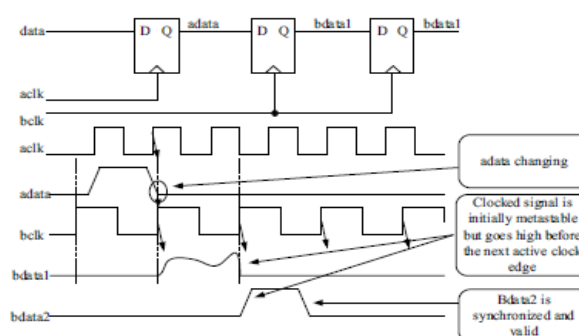 data
D Q
adata
D Q
bdata1
D Q
bdata1
aclk
bclk
aclk
adata
bclk
bdata1
bdata2
adata changing
Clocked signal is
initially metastable
but goes high before
the next active clock
edge
Bdata2 is
synchronized and
valid